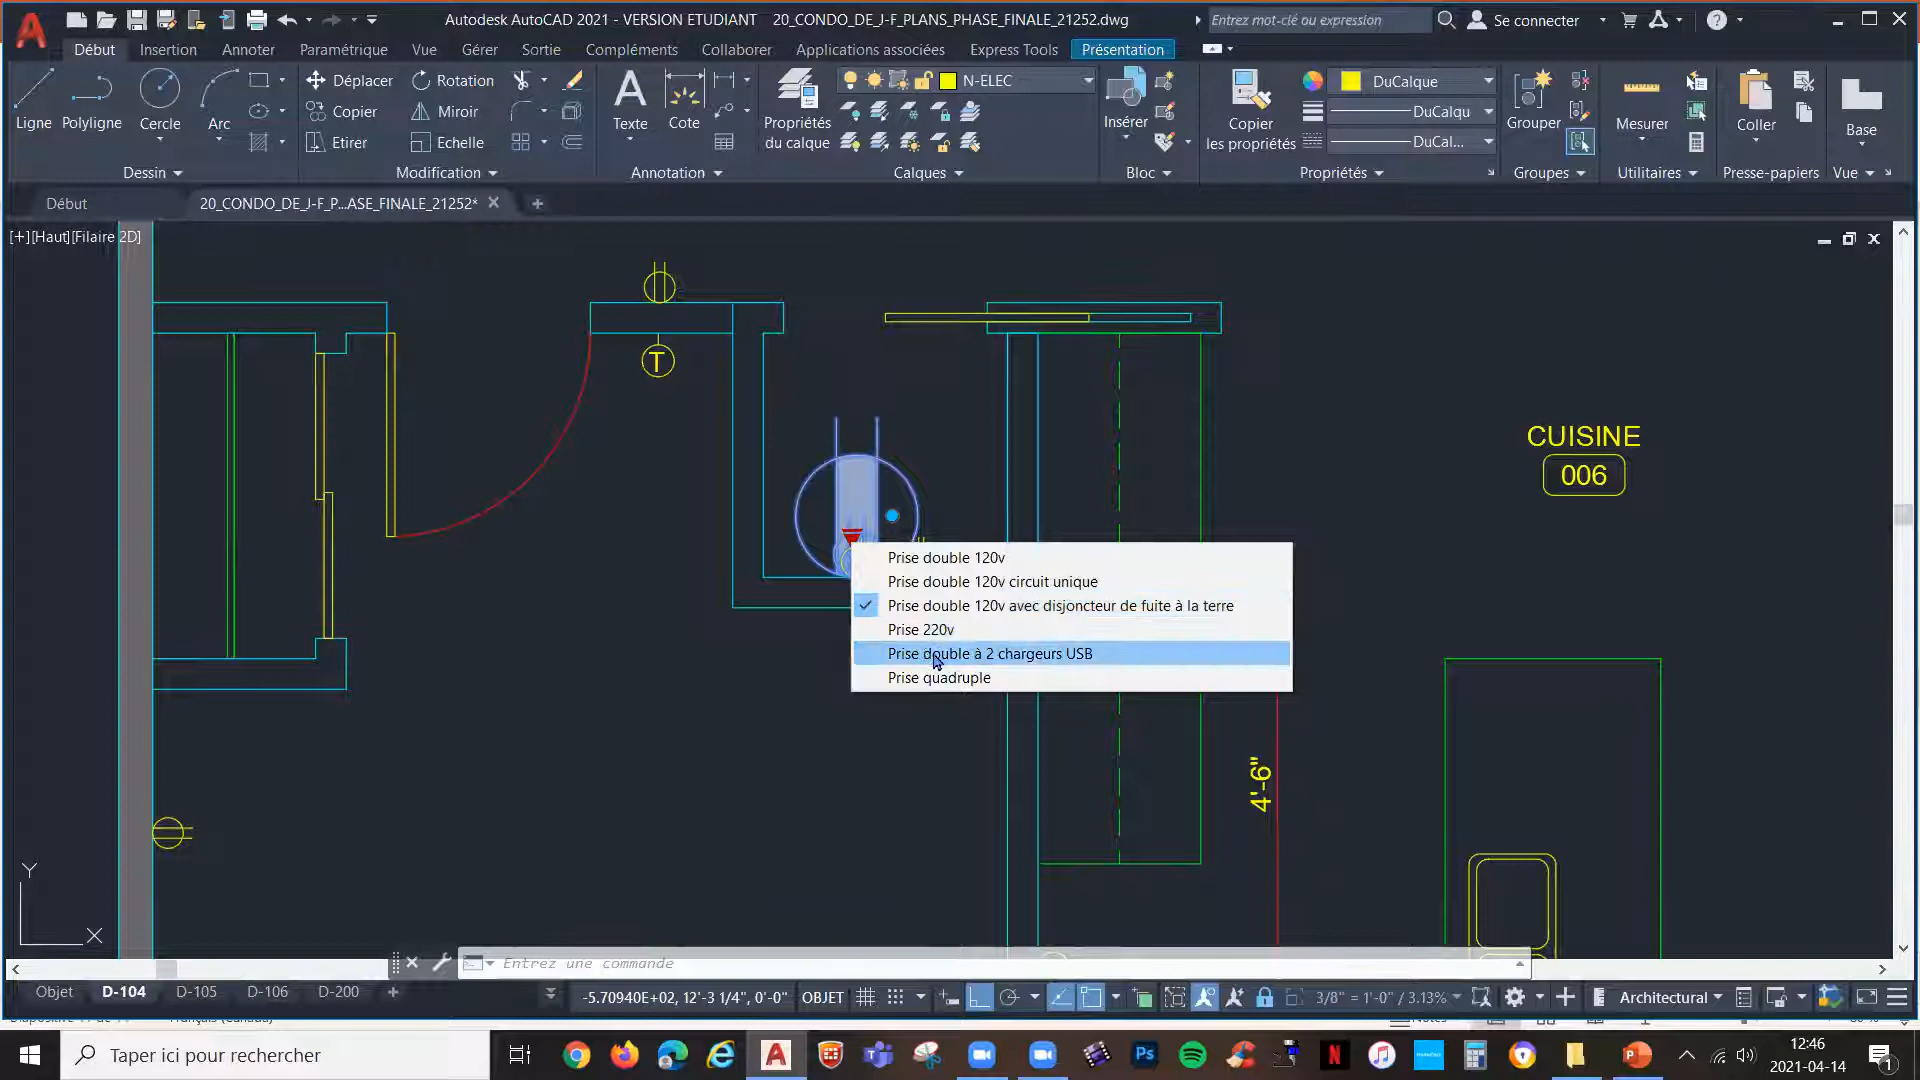 Autodesk AutoCAD 2021 - VERSION ETUDIANT 20_CONDO_DE_J-F_PLANS_PHASE_FINALE_21252.dwg
Entrez mot-clé ou expression
Se connecter
Début Insertion Annoter Paramétrique Vue Gérer Sortie Compléments Collaborer Applications associées Express Tools Présentation
Ligne
Polyligne
Cercle
Arc
Déplacer
Rotation
Copier
Miroir
Etirer
Echelle
Texte
Cote
Propriétés
du calque
N-ELEC
Insérer
Copier
les propriétés
DuCalque
DuCalqu
DuCal...
Grouper
Mesurer
Coller
Base
Dessin
Modification
Annotation
Calques
Bloc
Propriétés
Groupes
Utilitaires
Presse-papiers
Vue
Début
20_CONDO_DE_J-F_P...ASE_FINALE_21252*
[+][Haut][Filaire 2D]
T
CUISINE
006
Prise double 120v
Prise double 120v circuit unique
Prise double 120v avec disjoncteur de fuite à la terre
Prise 220v
Prise double à 2 chargeurs USB
Prise quadruple
4'-6"
Y
X
Entrez une commande
Objet D-104 D-105 D-106 D-200
-5.70940E+02, 12'-3 1/4", 0'-0" OBJET
3/8" = 1'-0" / 3.13%
Architectural
Taper ici pour rechercher
12:46
2021-04-14
1